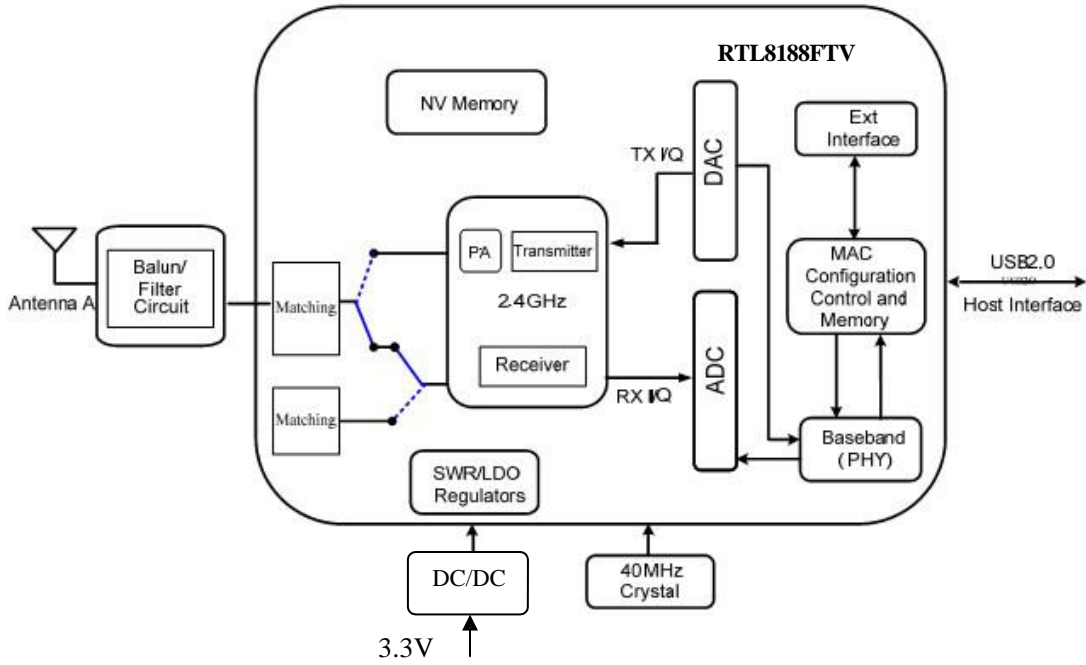 RTL8188FTV
NV Memory
Ext
Interface
TX I/Q
DAC
PA
Transmitter
2.4GHz
Receiver
MAC
Configuration
Control and
Memory
USB2.0
Host Interface
Balun/
Filter
Circuit
Antenna A
Matching
Matching
RX I/Q
ADC
Baseband
(PHY)
SWR/LDO
Regulators
DC/DC
40MHz
Crystal
3.3V